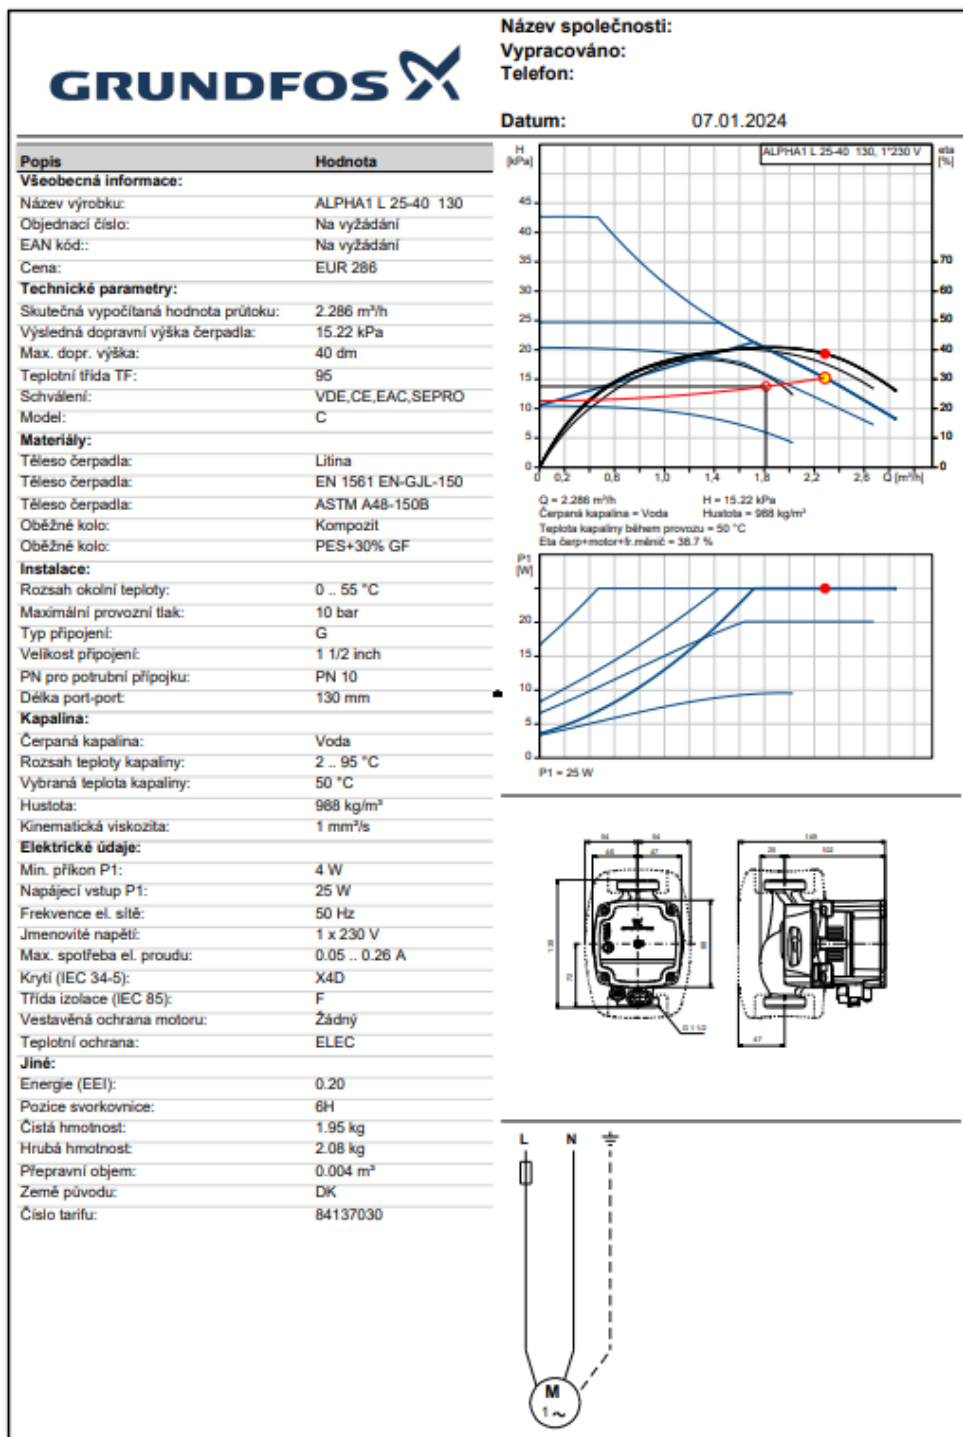 GRUNDFOS
Název společnosti:
Vypracováno:
Telefon:
Datum: 07.01.2024
Popis Hodnota
Všeobecná informace:
Název výrobku: ALPHA1 L 25-40 130
Objednací číslo: Na vyžádání
EAN kód:: Na vyžádání
Cena: EUR 286
Technické parametry:
Skutečná vypočítaná hodnota průtoku: 2.286 m³/h
Výsledná dopravní výška čerpadla: 15.22 kPa
Max. dopr. výška: 40 dm
Teplotní třída TF: 95
Schválení: VDE,CE,EAC,SEPRO
Model: C
Materiály:
Těleso čerpadla: Litina
Těleso čerpadla: EN 1561 EN-GJL-150
Těleso čerpadla: ASTM A48-150B
Oběžné kolo: Kompozit
Oběžné kolo: PES+30% GF
Instalace:
Rozsah okolní teploty: 0 .. 55 °C
Maximální provozní tlak: 10 bar
Typ připojení: G
Velikost připojení: 1 1/2 inch
PN pro potrubní přípojku: PN 10
Délka port-port: 130 mm
Kapalina:
Čerpaná kapalina: Voda
Rozsah teploty kapaliny: 2 .. 95 °C
Vybraná teplota kapaliny: 50 °C
Hustota: 988 kg/m³
Kinematická viskozita: 1 mm²/s
Elektrické údaje:
Min. příkon P1: 4 W
Napájecí vstup P1: 25 W
Frekvence el. sítě: 50 Hz
Jmenovité napětí: 1 x 230 V
Max. spotřeba el. proudu: 0.05 .. 0.26 A
Krytí (IEC 34-5): X4D
Třída izolace (IEC 85): F
Vestavěná ochrana motoru: Žádný
Teplotní ochrana: ELEC
Jiné:
Energie (EEI): 0.20
Pozice svorkovnice: 6H
Čistá hmotnost: 1.95 kg
Hrubá hmotnost: 2.08 kg
Přepravní objem: 0.004 m³
Země původu: DK
Číslo tarifu: 84137030
H
[kPa]
ALPHA1 L 25-40 130, 1*230 V
eta
[%]
45
40
35 70
30 60
25 50
20 40
15 30
10 20
5 10
0 0
0 0,2 0,6 1,0 1,4 1,8 2,2 2,6 Q [m³/h]
Q = 2.286 m³/h H = 15.22 kPa
Čerpaná kapalina = Voda Hustota = 988 kg/m³
Teplota kapaliny během provozu = 50 °C
Eta čerp+motor+fr.měnič = 38.7 %
P1
[W]
20
15
10
5
0
P1 = 25 W
54 54
46 47
130
72
G 1 1/2
149
102
47
L N
M
1 ~